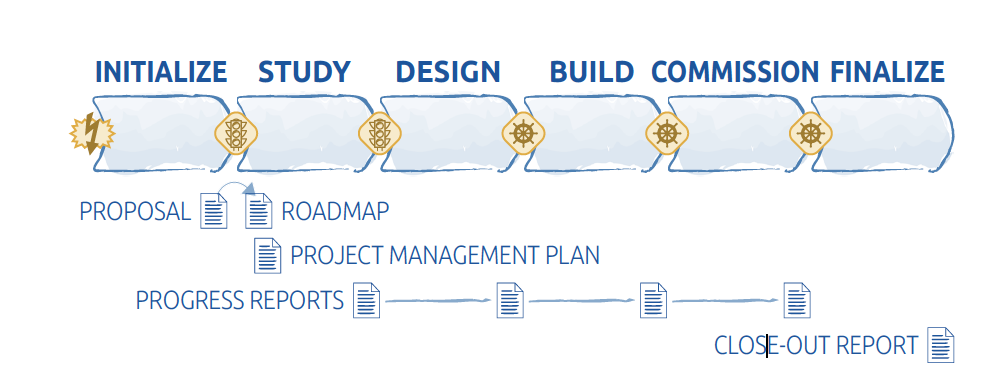 INITIALIZE STUDY DESIGN BUILD COMMISSION FINALIZE
PROPOSAL ROADMAP
PROJECT MANAGEMENT PLAN
PROGRESS REPORTS
CLOSE-OUT REPORT